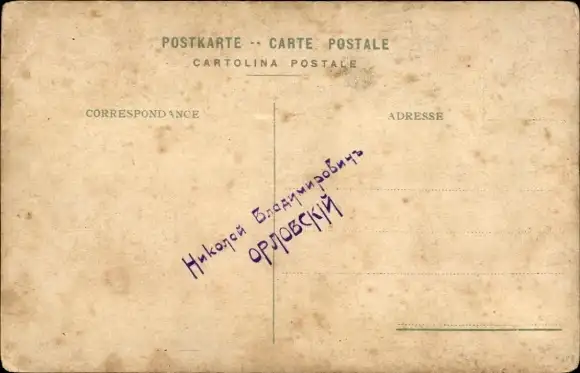 POSTKARTE -- CARTE POSTALE
CARTOLINA POSTALE
CORRESPONDANCE
ADRESSE
Николай Владимировичъ
ОРЛОВСКІЙ